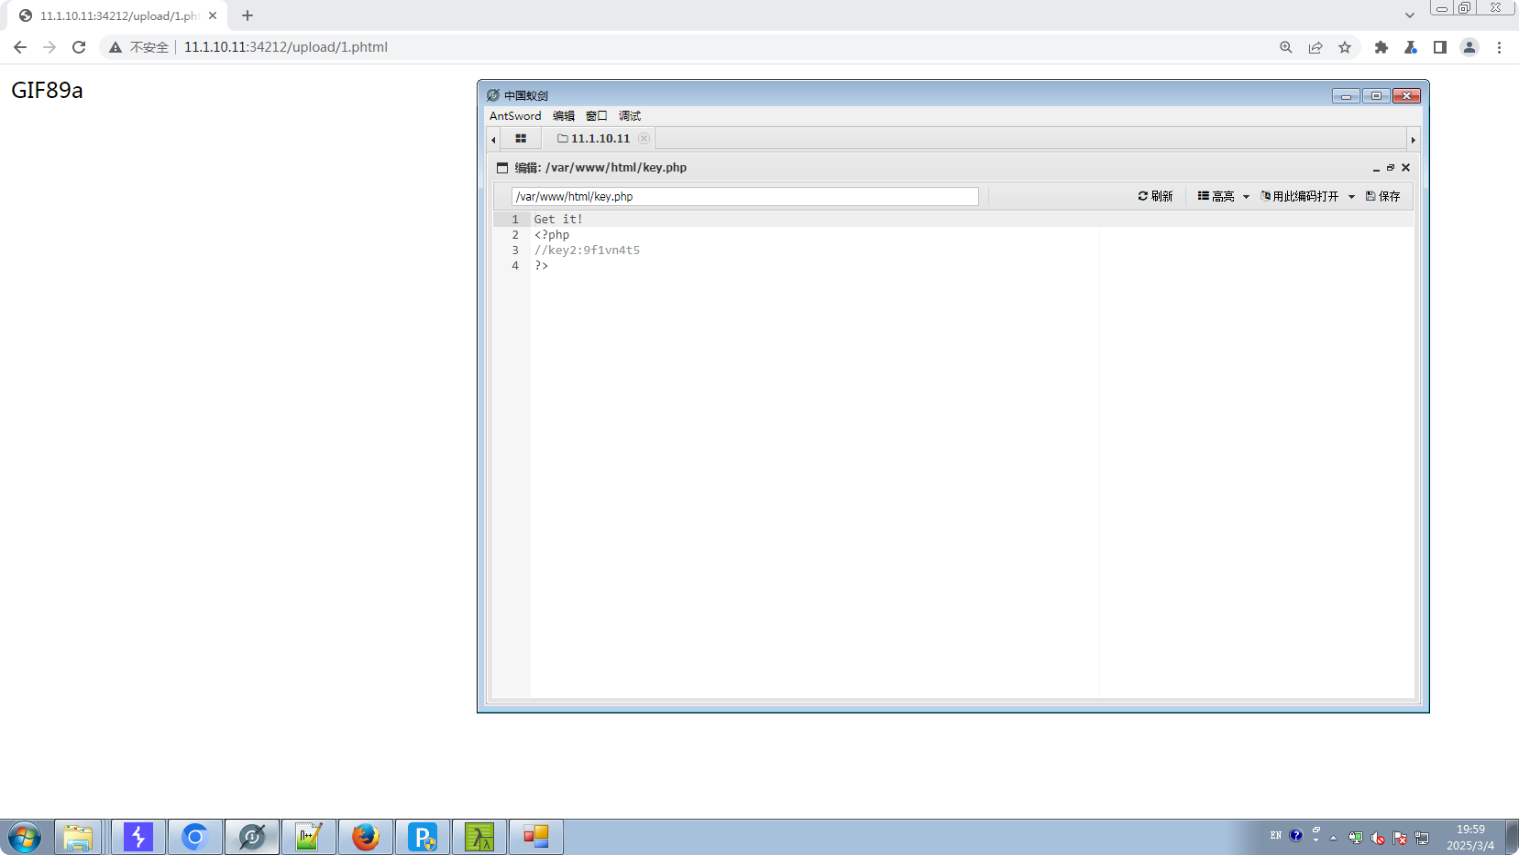 11.1.10.11:34212/upload/1.pht
不安全
11.1.10.11:34212/upload/1.phtml
GIF89a
中国蚁剑
AntSword 编辑 窗口 调试
11.1.10.11
编辑: /var/www/html/key.php
/var/www/html/key.php
刷新 高亮 用此编码打开 保存
1 Get it!
2 <?php
3 //key2:9f1vn4t5
4 ?>
EN
19:59
2025/3/4